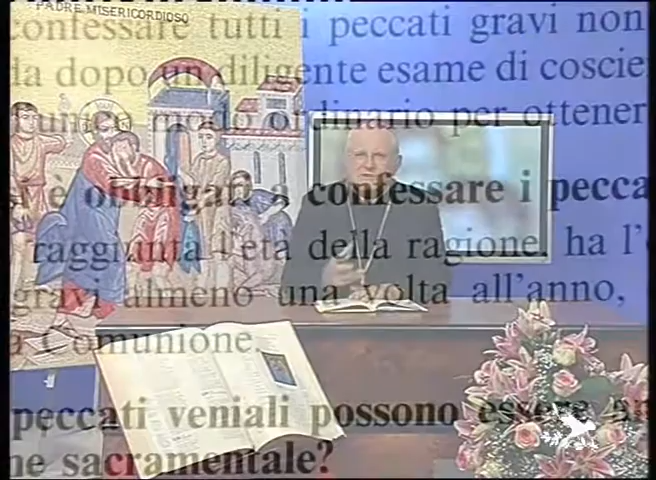 PADRE MISERICORDIOSO
confessare tutti i peccati gravi non
da dopo un diligente esame di coscie
unico modo ordinario per ottener
è obbligati a confessare i pecca
raggiunta l'età della ragione, ha l'
gravi almeno una volta all'anno,
a Comunione.
peccati veniali possono essere
ne sacramentale?